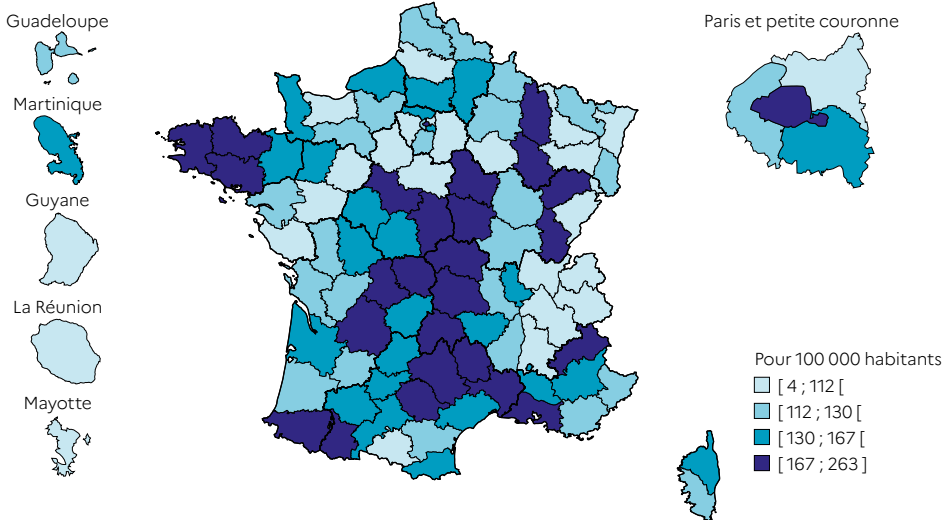 Guadeloupe
Martinique
Guyane
La Réunion
Mayotte
Paris et petite couronne
Pour 100 000 habitants
[ 4 ; 112 [
[ 112 ; 130 [
[ 130 ; 167 [
[ 167 ; 263 ]